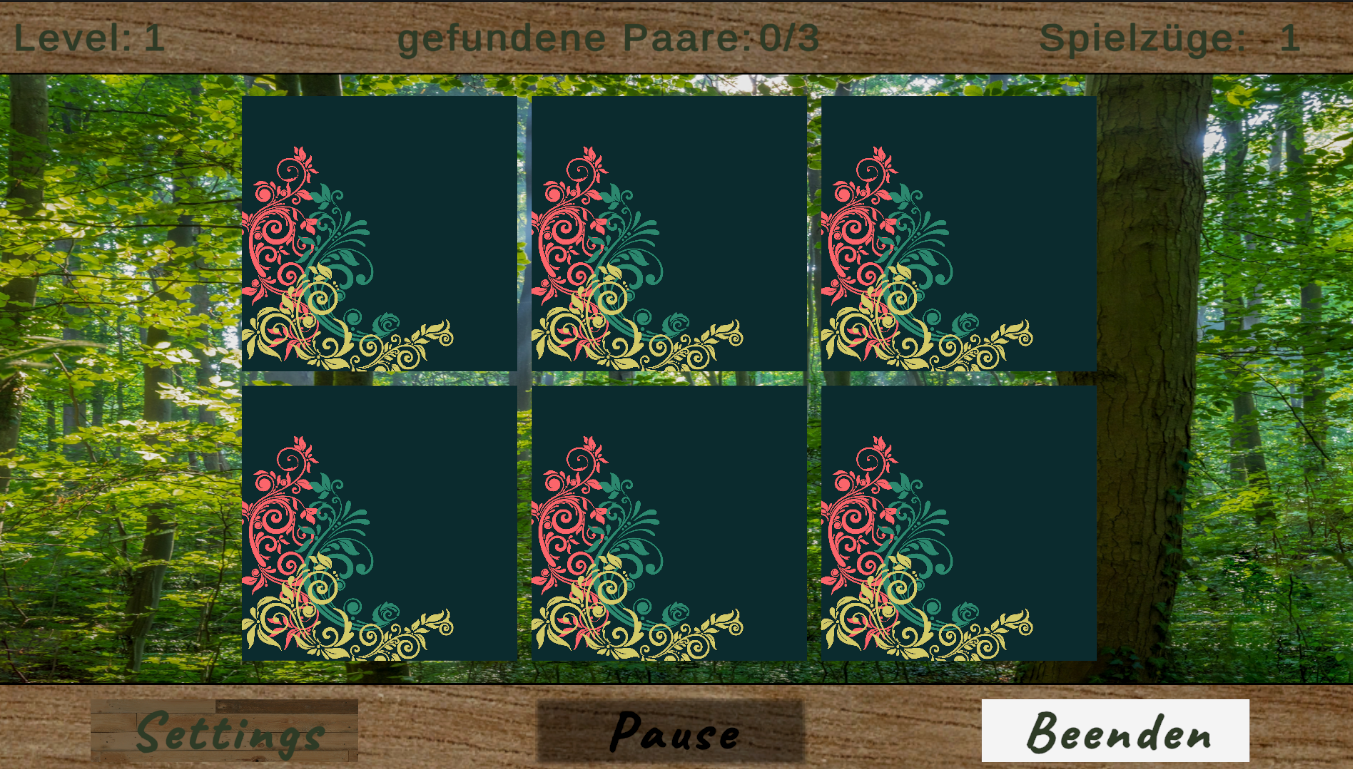 Level: 1 gefundene Paare: 0/3 Spielzüge: 1
Settings Pause Beenden